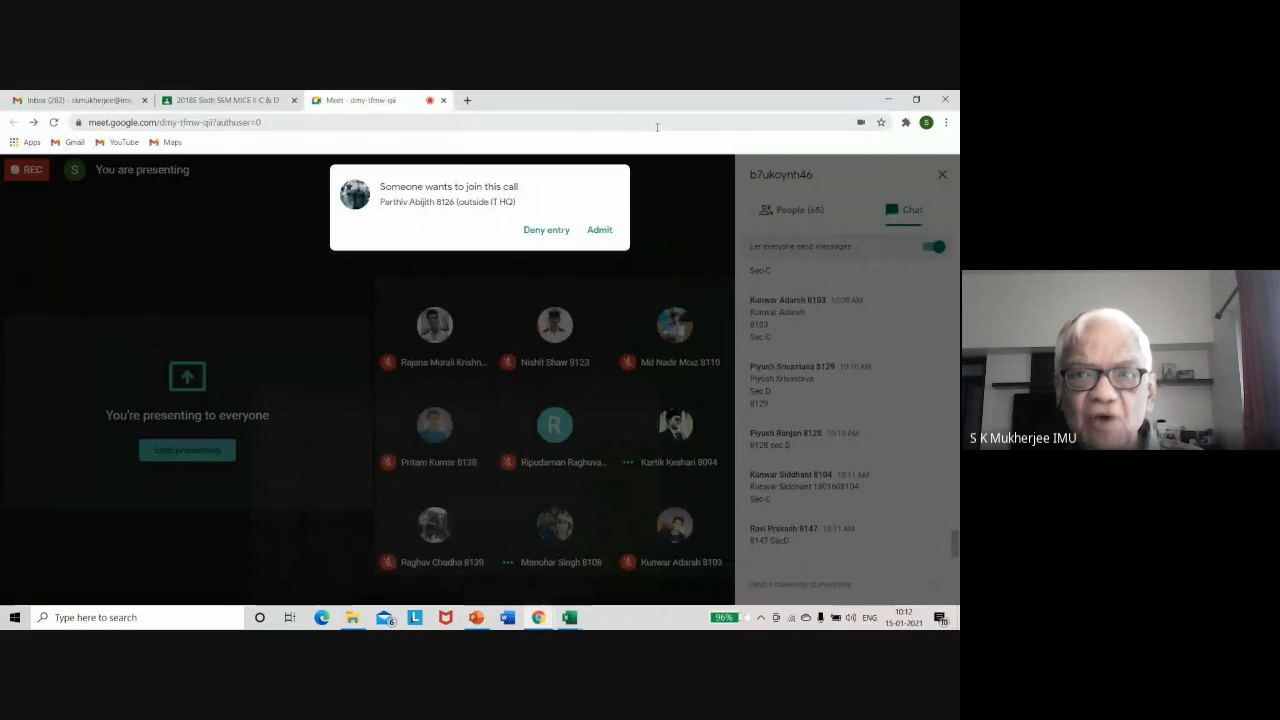 Inbox (282) - skmukherjee@imu.
2018E Sixth SEM MICE II C & D
Meet - dmy-tfmw-qii
meet.google.com/dmy-tfmw-qii?authuser=0
Apps
Gmail
YouTube
Maps
REC
S
You are presenting
Someone wants to join this call
Parthiv Abijith 8126 (outside IT HQ)
Deny entry
Admit
b7ukoynh46
People (65)
Chat
Let everyone send messages
Sec-C
Kunwar Adarsh 8103 10:09 AM
Kunwar Adarsh
8103
Sec C
Piyush Srivastava 8129 10:10 AM
Piyush Srivastava
Sec D
8129
Piyush Ranjan 8128 10:10 AM
8128 sec D
Kunwar Siddhant 8104 10:11 AM
Kunwar Siddhant 1801608104
Sec-C
Ravi Prakash 8147 10:11 AM
8147 SecD
Send a message to everyone
You're presenting to everyone
Stop presenting
Rajana Murali Krishn...
Nishit Shaw 8123
Md Nadir Moiz 8110
R
Pritam Kumar 8138
Ripudaman Raghuva...
Kartik Keshari 8094
Raghav Chadha 8139
Manohar Singh 8108
Kunwar Adarsh 8103
S K Mukherjee IMU
Type here to search
96%
ENG
10:12
15-01-2021